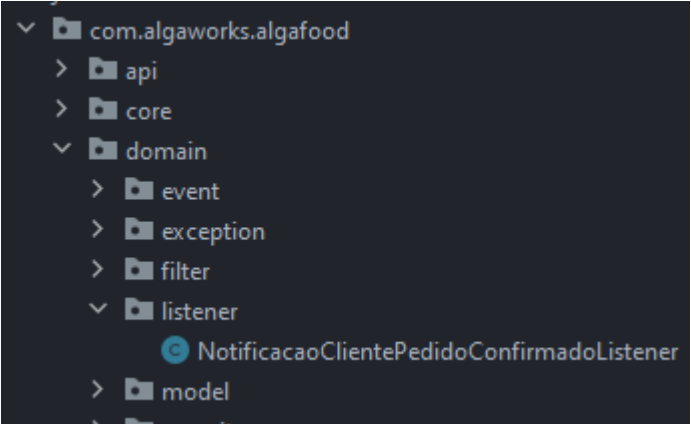 com.algaworks.algafood
api
core
domain
event
exception
filter
listener
NotificacaoClientePedidoConfirmadoListener
model